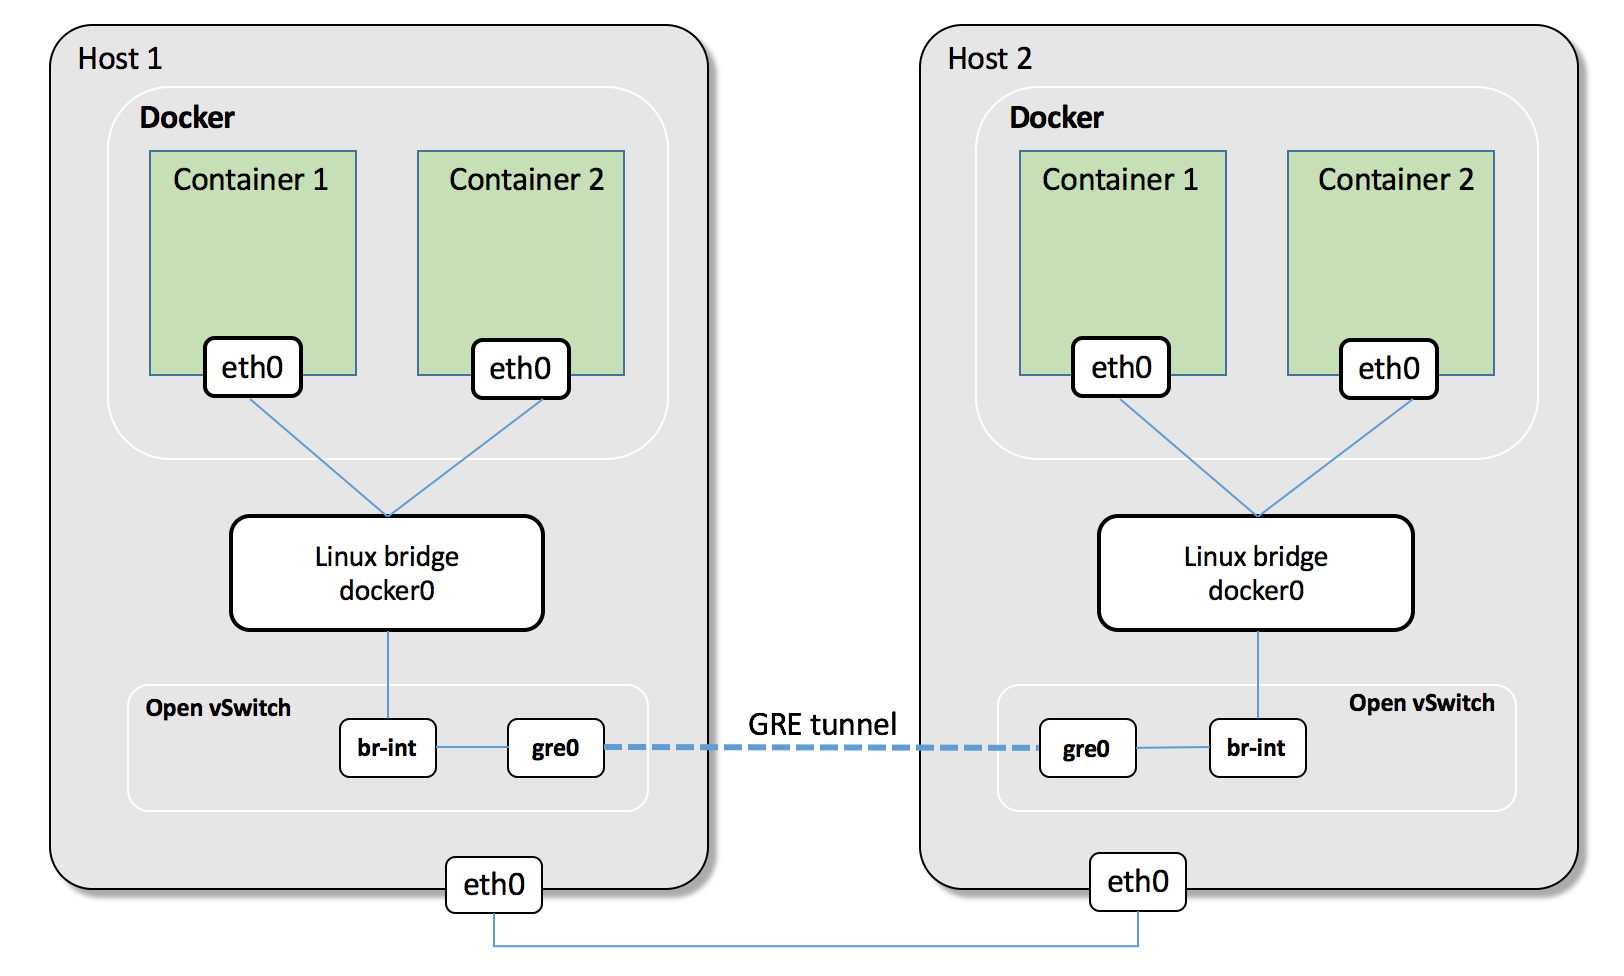 Host 1
Docker
Container 1
Container 2
eth0
eth0
Linux bridge
docker0
Open vSwitch
br-int
gre0
eth0
GRE tunnel
Host 2
Docker
Container 1
Container 2
eth0
eth0
Linux bridge
docker0
Open vSwitch
gre0
br-int
eth0